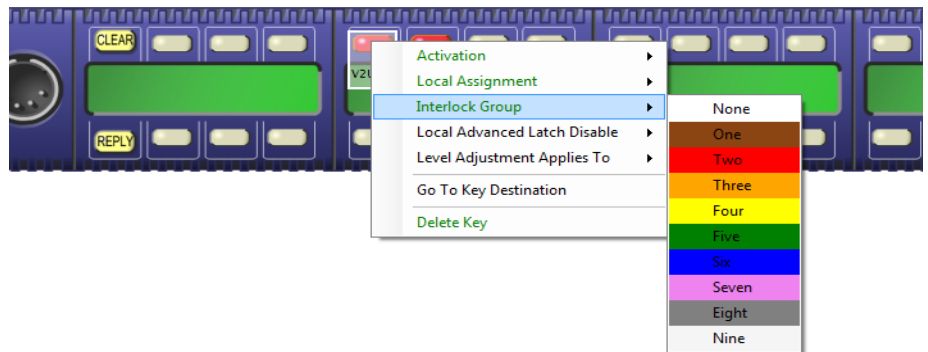 CLEAR
REPLY
Activation
Local Assignment
Interlock Group
Local Advanced Latch Disable
Level Adjustment Applies To
Go To Key Destination
Delete Key
None
One
Two
Three
Four
Five
Six
Seven
Eight
Nine